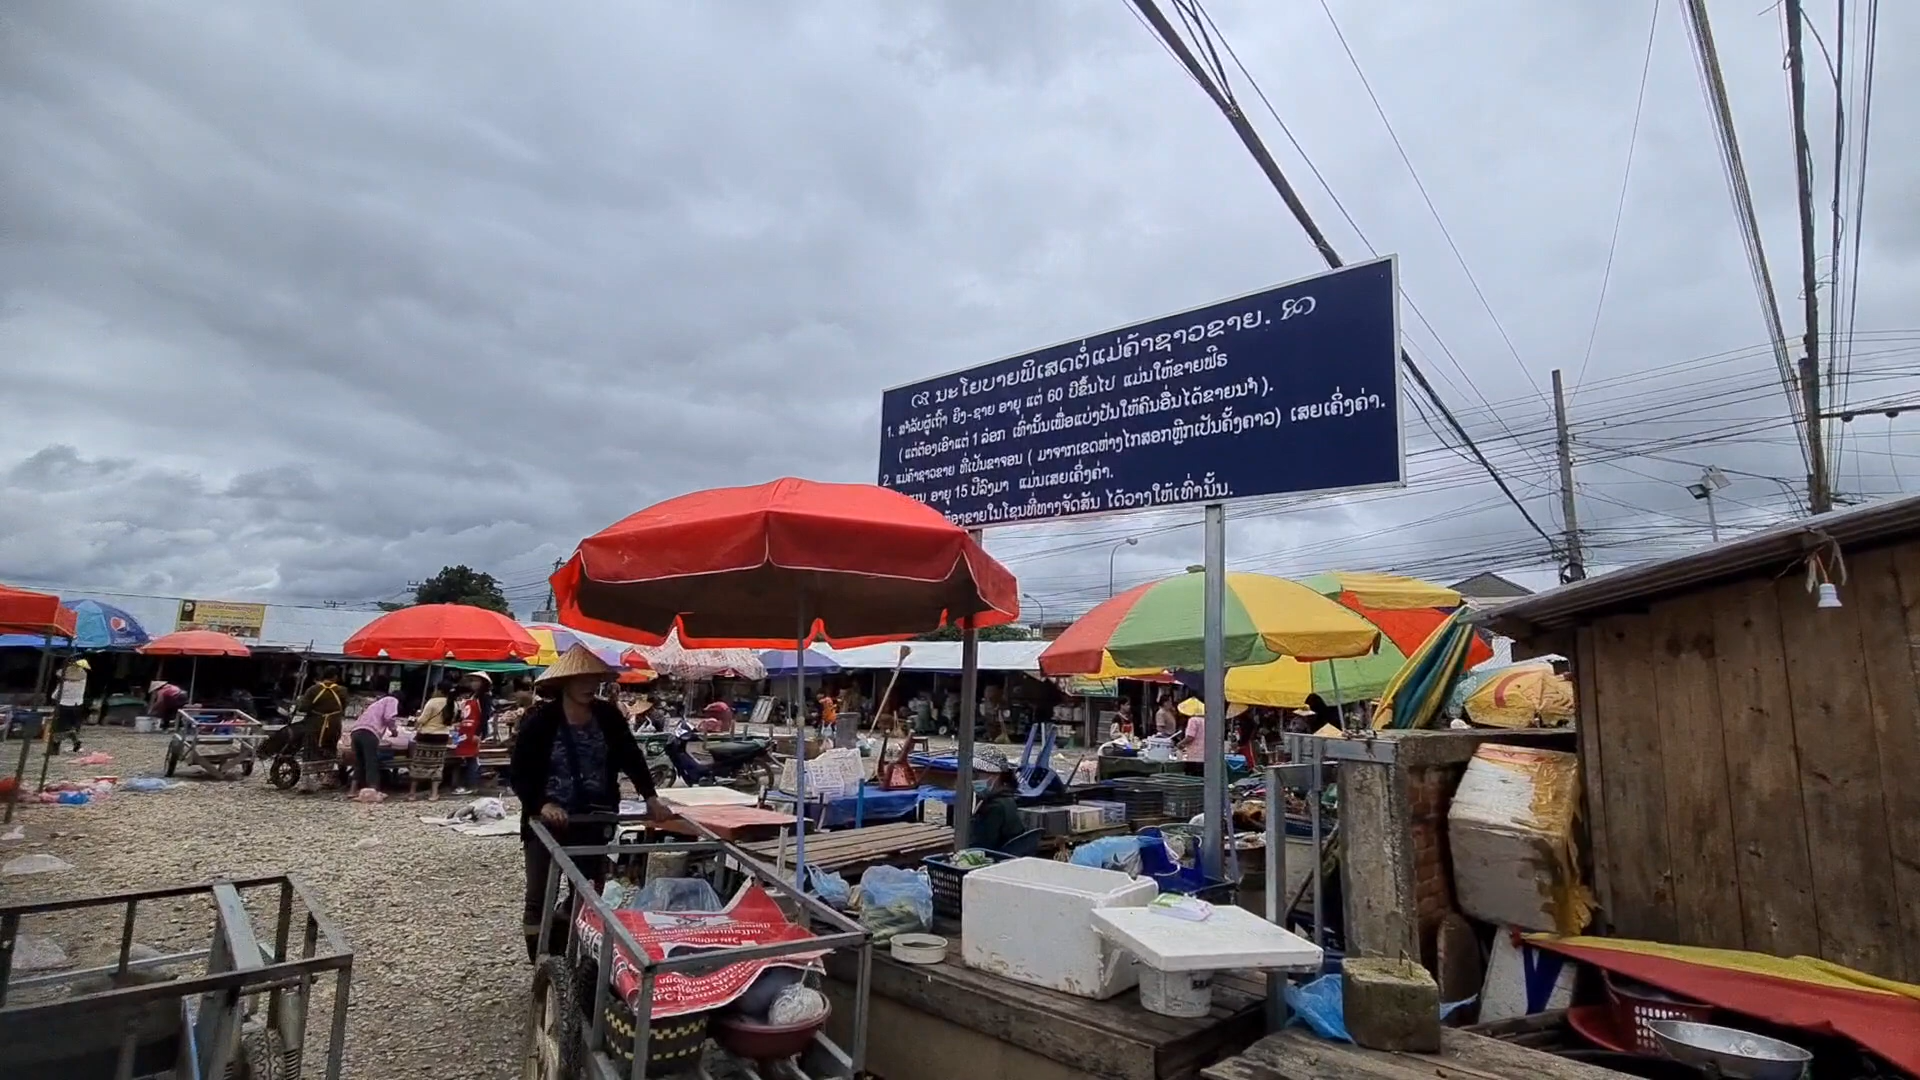 ນະໂຍບາຍພິເສດຕໍ່ແມ່ຄ້າຊາວຂາຍ.
1. ສຳລັບຜູ້ເຖົ້າ ຍິງ-ຊາຍ ອາຍຸ ແຕ່ 60 ປີຂຶ້ນໄປ ແມ່ນໃຫ້ຂາຍຟຣີ
(ແຕ່ຕ້ອງເອົາແຕ່ 1 ລ໋ອກ ເທົ່ານັ້ນເພື່ອແບ່ງປັນໃຫ້ຄົນອື່ນໄດ້ຂາຍນຳ).
2. ແມ່ຄ້າຊາວຂາຍ ທີ່ເປັນຂາຈອນ ( ມາຈາກເຂດຫ່າງໄກສອກຫຼີກເປັນຄັ້ງຄາວ) ເສຍເຄິ່ງຄ່າ.
ອາຍຸ 15 ປີລົງມາ ແມ່ນເສຍເຄິ່ງຄ່າ.
ຂາຍໃນໂຊນທີ່ທາງຈັດສັນ ໄດ້ວາງໃຫ້ເທົ່ານັ້ນ.